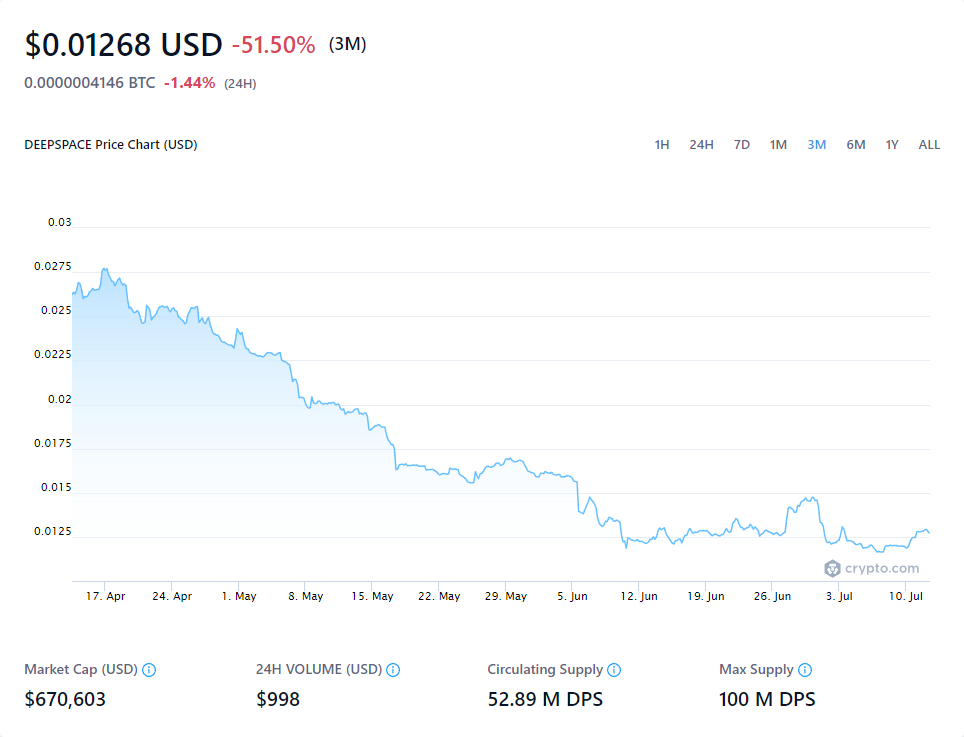 $0.01268 USD -51.50% (3M)
0.0000004146 BTC -1.44% (24H)
DEEPSPACE Price Chart (USD) 1H 24H 7D 1M 3M 6M 1Y ALL
0.03
0.0275
0.025
0.0225
0.02
0.0175
0.015
0.0125
crypto.com
17. Apr 24. Apr 1. May 8. May 15. May 22. May 29. May 5. Jun 12. Jun 19. Jun 26. Jun 3. Jul 10. Jul
Market Cap (USD) 24H VOLUME (USD) Circulating Supply Max Supply
$670,603 $998 52.89 M DPS 100 M DPS